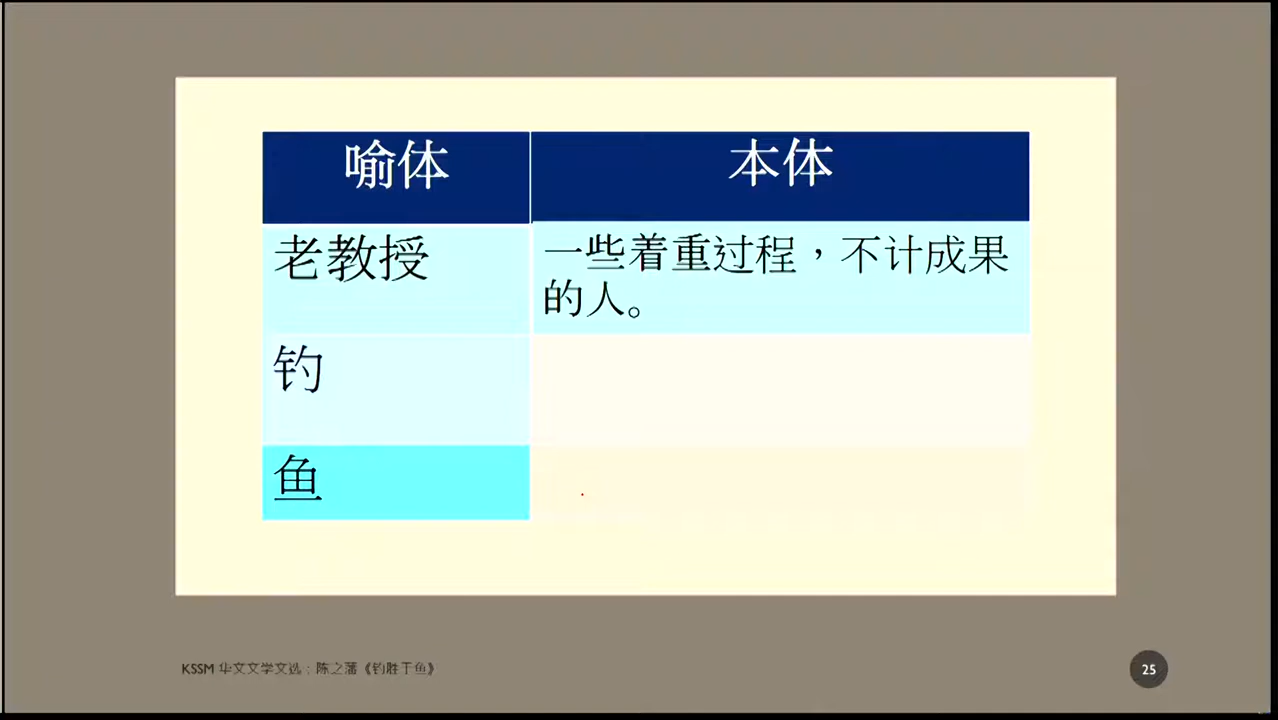 喻体 本体
老教授 一些着重过程，不计成果
的人。
钓
鱼
KSSM 华文文学文选：陈之藩《钓胜于鱼》 25